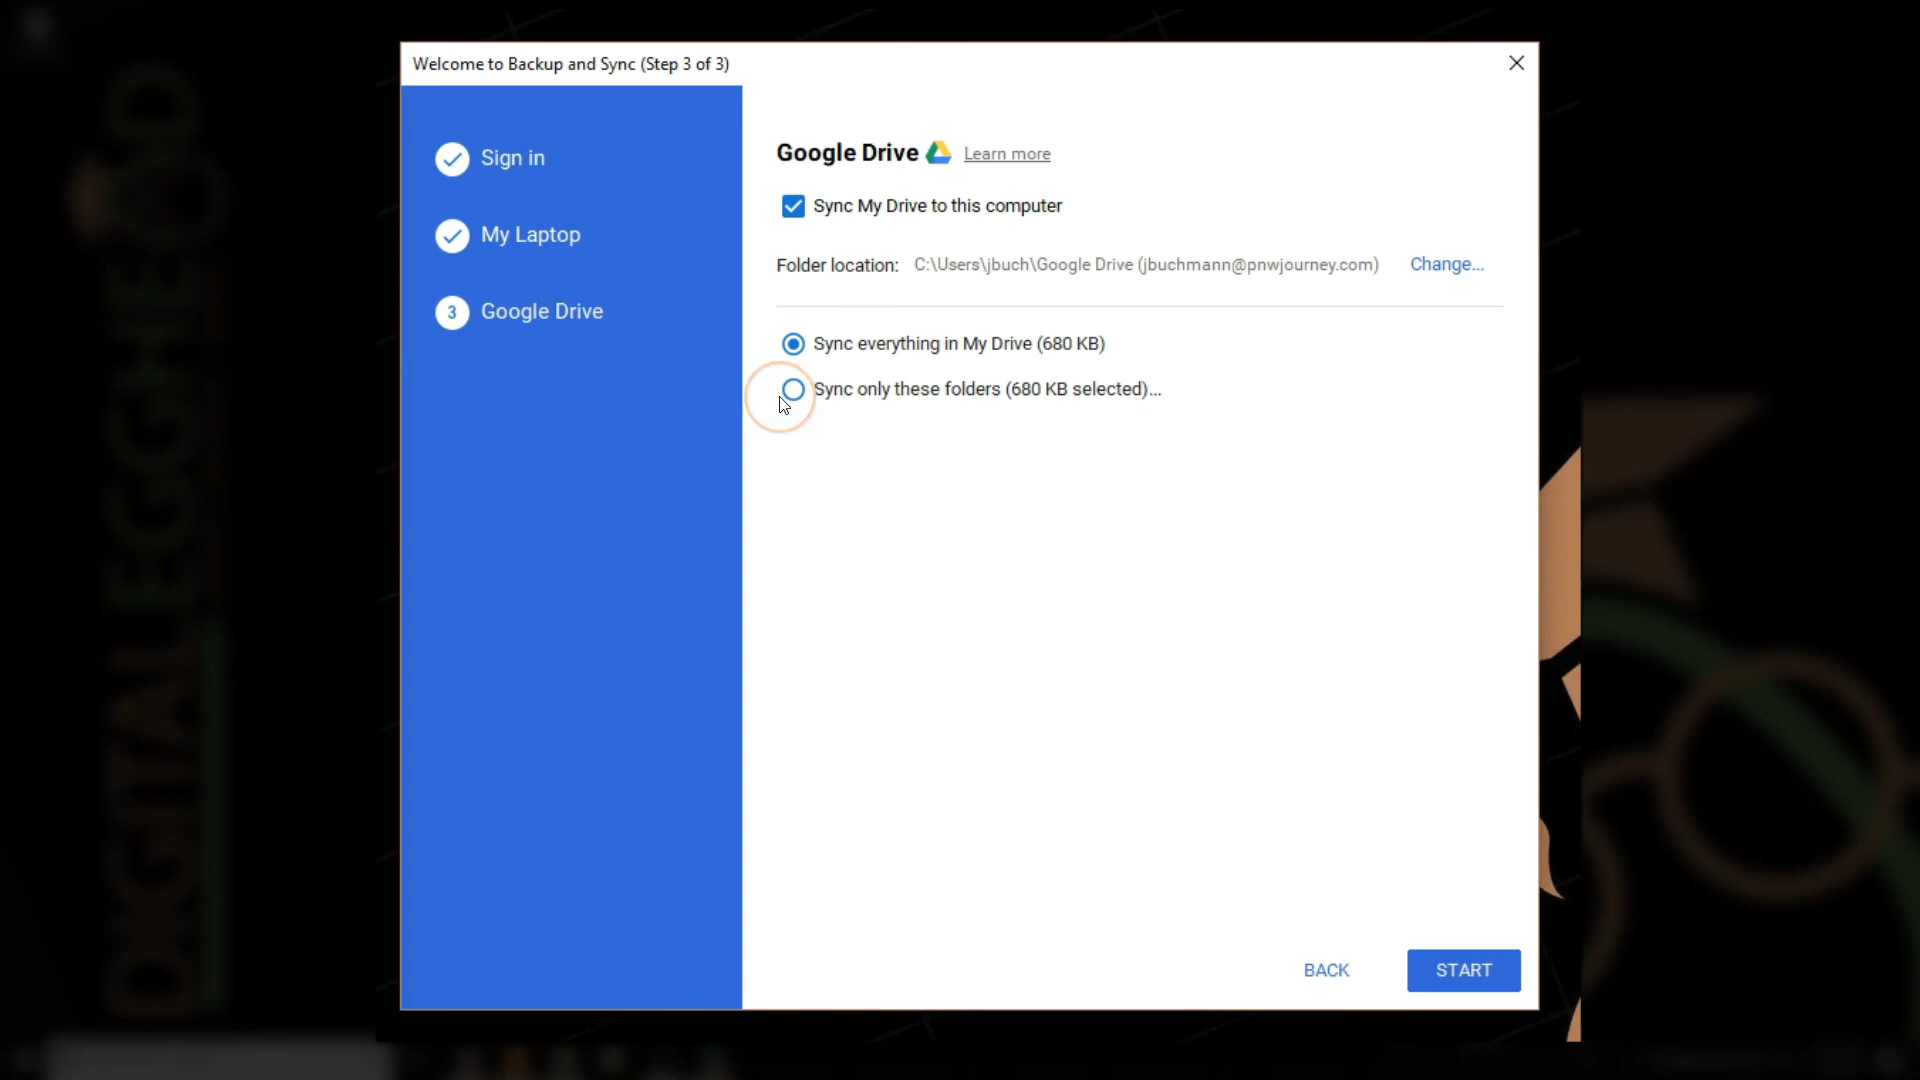 Welcome to Backup and Sync (Step 3 of 3)
Sign in
My Laptop
3 Google Drive
Google Drive Learn more
Sync My Drive to this computer
Folder location: C:\Users\jbuch\Google Drive (jbuchmann@pnwjourney.com) Change...
Sync everything in My Drive (680 KB)
Sync only these folders (680 KB selected)...
BACK START
DIGITAL EGGHEAD